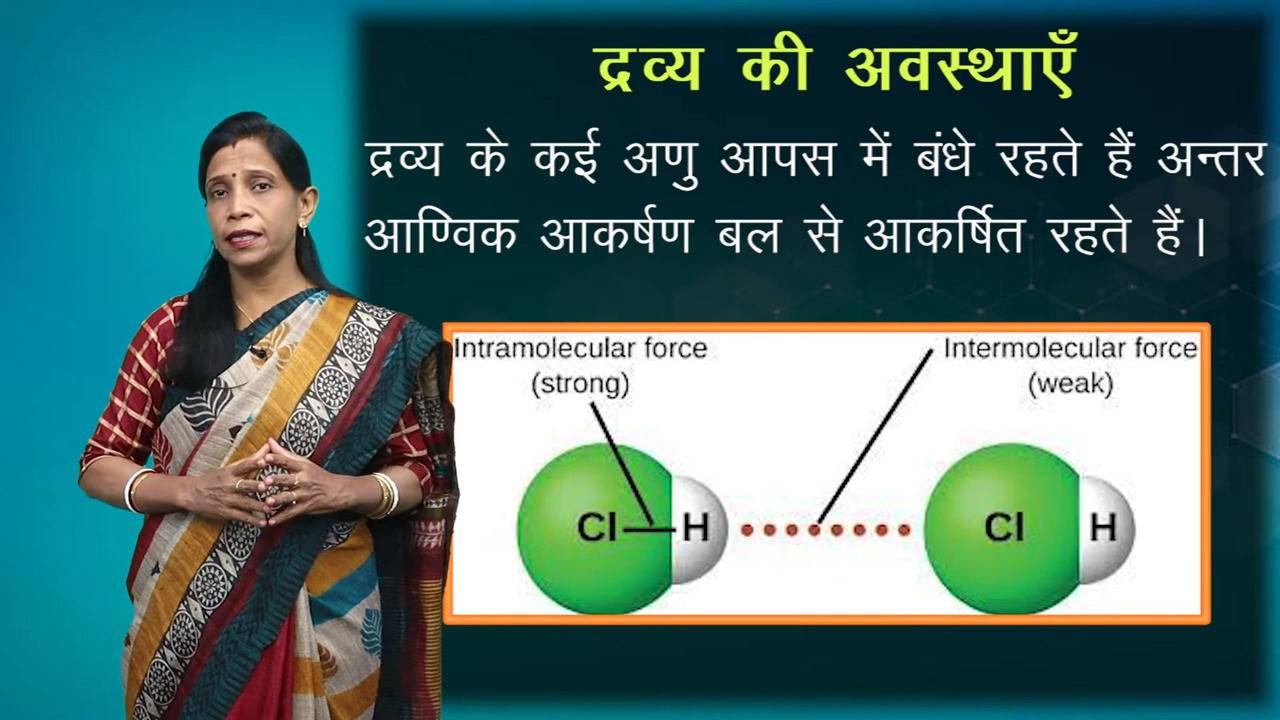 द्रव्य की अवस्थाएँ
द्रव्य के कई अणु आपस में बंधे रहते हैं अन्तर
आण्विक आकर्षण बल से आकर्षित रहते हैं।
Intramolecular force
(strong)
Intermolecular force
(weak)
Cl
H
Cl
H